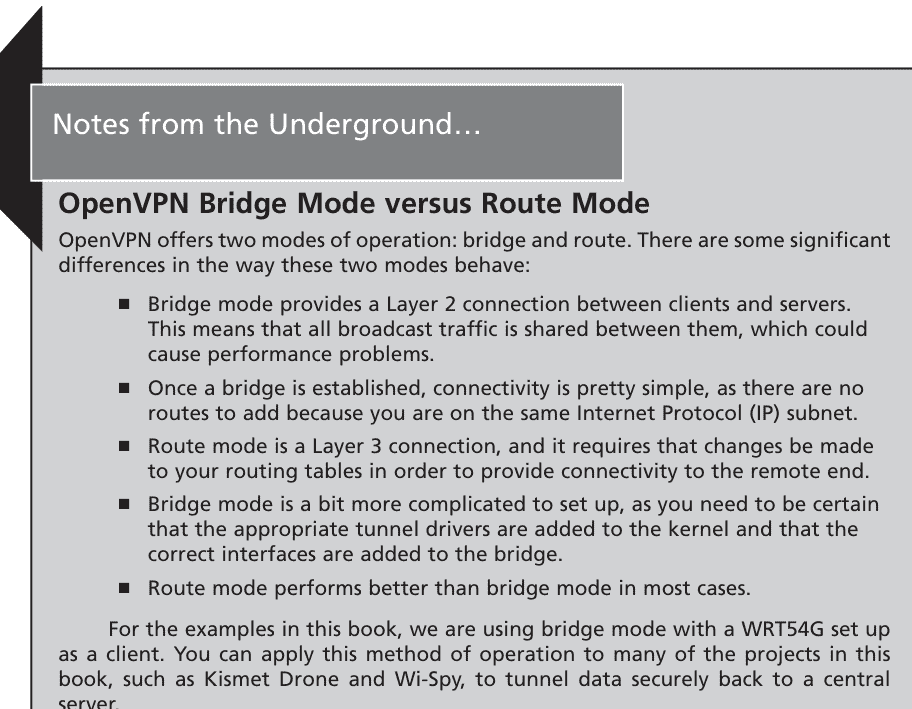 Notes from the Underground…
OpenVPN Bridge Mode versus Route Mode
OpenVPN offers two modes of operation: bridge and route. There are some significant
differences in the way these two modes behave:
■ Bridge mode provides a Layer 2 connection between clients and servers.
This means that all broadcast traffic is shared between them, which could
cause performance problems.
■ Once a bridge is established, connectivity is pretty simple, as there are no
routes to add because you are on the same Internet Protocol (IP) subnet.
■ Route mode is a Layer 3 connection, and it requires that changes be made
to your routing tables in order to provide connectivity to the remote end.
■ Bridge mode is a bit more complicated to set up, as you need to be certain
that the appropriate tunnel drivers are added to the kernel and that the
correct interfaces are added to the bridge.
■ Route mode performs better than bridge mode in most cases.
For the examples in this book, we are using bridge mode with a WRT54G set up
as a client. You can apply this method of operation to many of the projects in this
book, such as Kismet Drone and Wi-Spy, to tunnel data securely back to a central
server.